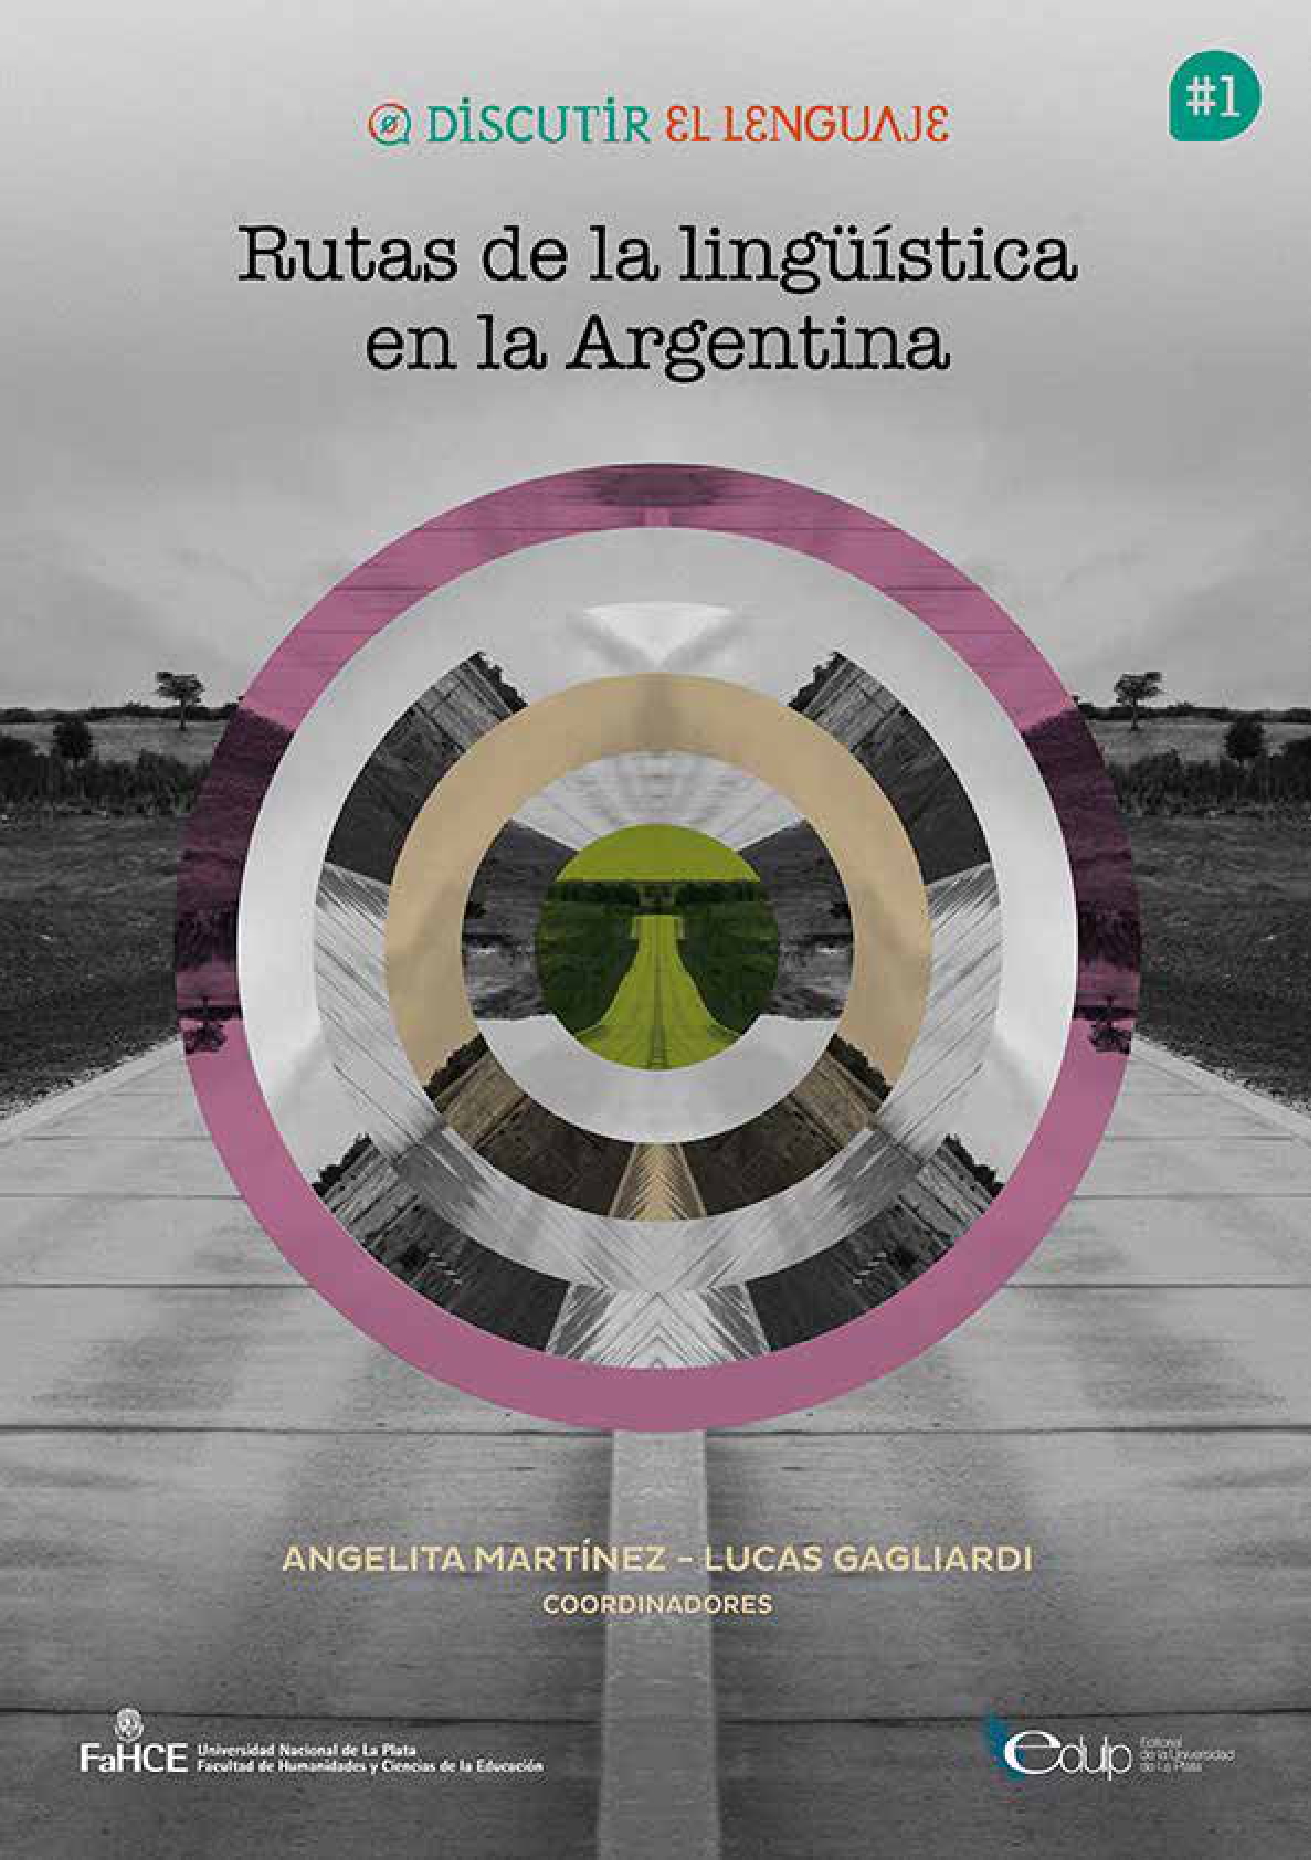 #1
DISCUTIR EL LENGUAJE
Rutas de la lingüística
en la Argentina
ANGELITA MARTÍNEZ – LUCAS GAGLIARDI
COORDINADORES
FaHCE
Universidad Nacional de La Plata
Facultad de Humanidades y Ciencias de la Educación
edulp
Editorial
de la Universidad
de La Plata